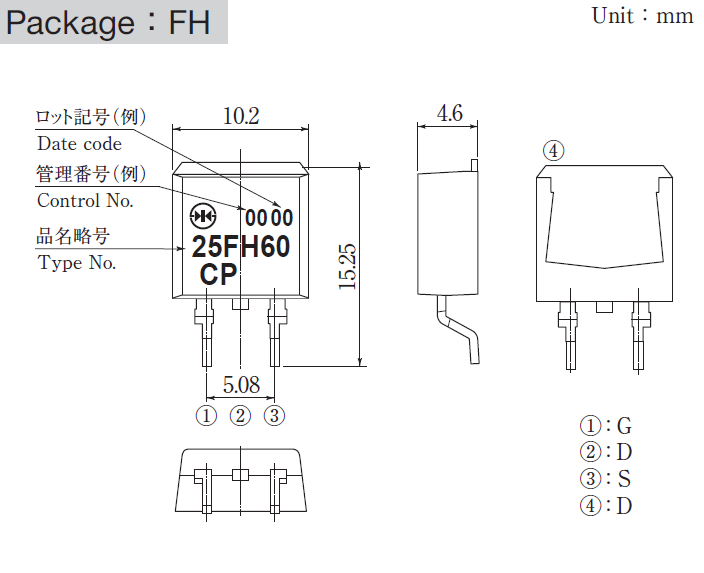 Package：FH
Unit：mm
ロット記号（例）
Date code
管理番号（例）
Control No.
品名略号
Type No.
10.2
0000
25FH60
CP
15.25
5.08
① ② ③
4.6
④
①：G
②：D
③：S
④：D